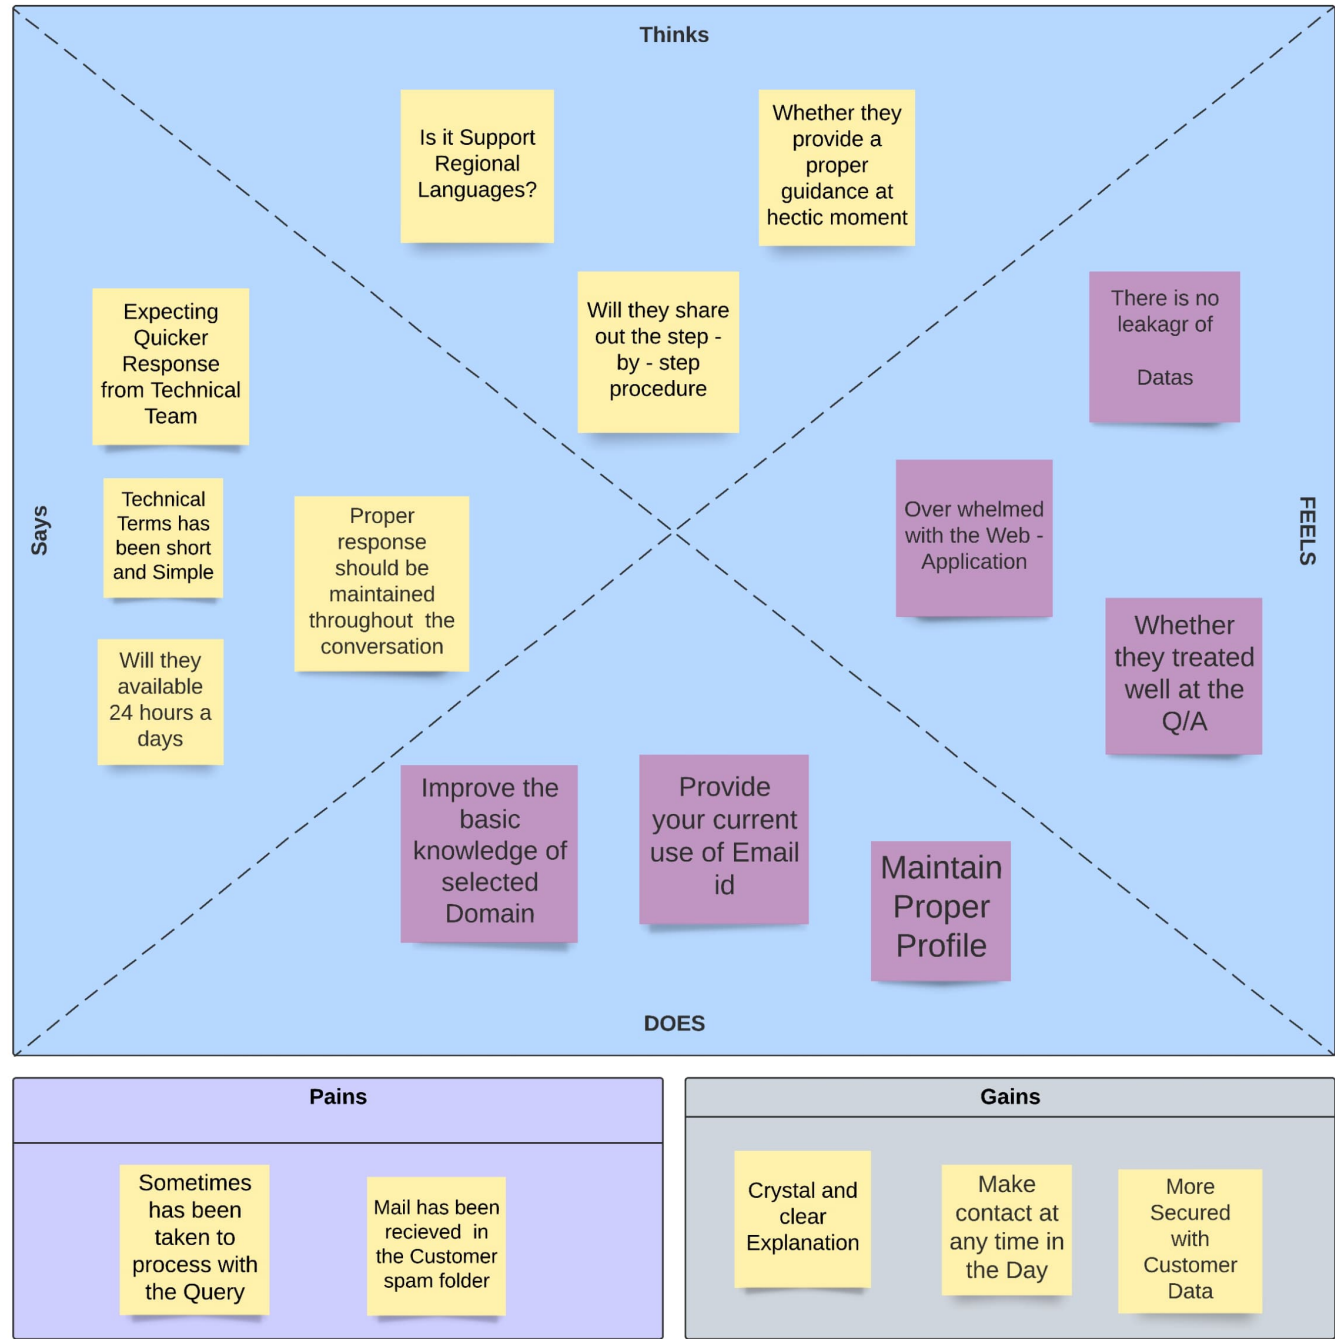 Thinks
Is it Support
Regional
Languages?
Whether they
provide a
proper
guidance at
hectic moment
Will they share
out the step -
by - step
procedure
Says
Expecting
Quicker
Response
from Technical
Team
Technical
Terms has
been short
and Simple
Proper
response
should be
maintained
throughout  the
conversation
Will they
available
24 hours a
days
FEELS
There is no
leakagr of
Datas
Over whelmed
with the Web -
Application
Whether
they treated
well at the
Q/A
Improve the
basic
knowledge of
selected
Domain
Provide
your current
use of Email
id
Maintain
Proper
Profile
DOES
Pains
Sometimes
has been
taken to
process with
the Query
Mail has been
recieved  in
the Customer
spam folder
Gains
Crystal and
clear
Explanation
Make
contact at
any time in
the Day
More
Secured
with
Customer
Data